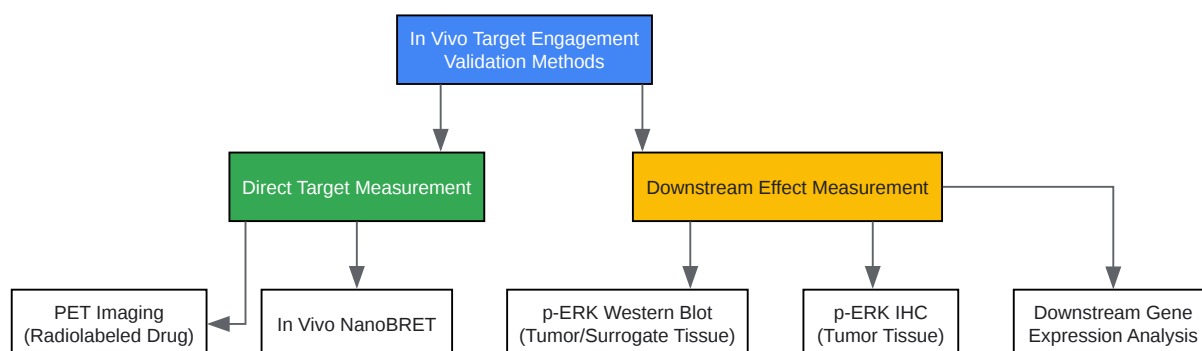 In Vivo Target Engagement
Validation Methods
Direct Target Measurement
Downstream Effect Measurement
PET Imaging
(Radiolabeled Drug)
In Vivo NanoBRET
p-ERK Western Blot
(Tumor/Surrogate Tissue)
p-ERK IHC
(Tumor Tissue)
Downstream Gene
Expression Analysis